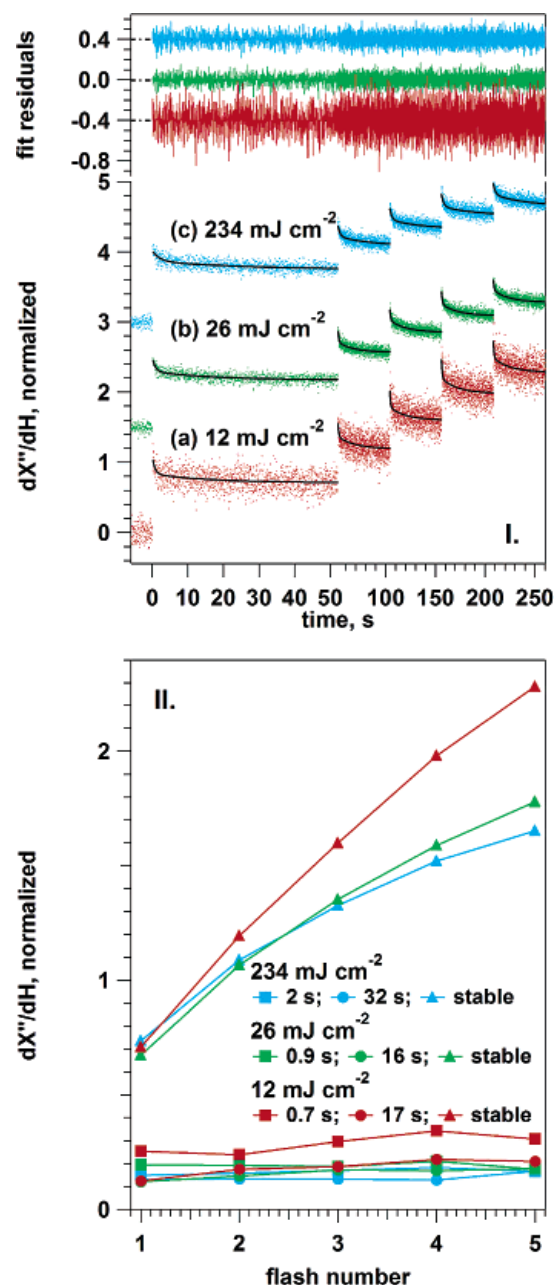 fit residuals
0.4
0.0
-0.4
-0.8
dX"/dH, normalized
5
4
3
2
1
0
(c) 234 mJ cm-2
(b) 26 mJ cm-2
(a) 12 mJ cm-2
I.
0 10 20 30 40 50 100 150 200 250
time, s
II.
dX"/dH, normalized
2
1
0
234 mJ cm-2
2 s; 32 s; stable
26 mJ cm-2
0.9 s; 16 s; stable
12 mJ cm-2
0.7 s; 17 s; stable
1 2 3 4 5
flash number